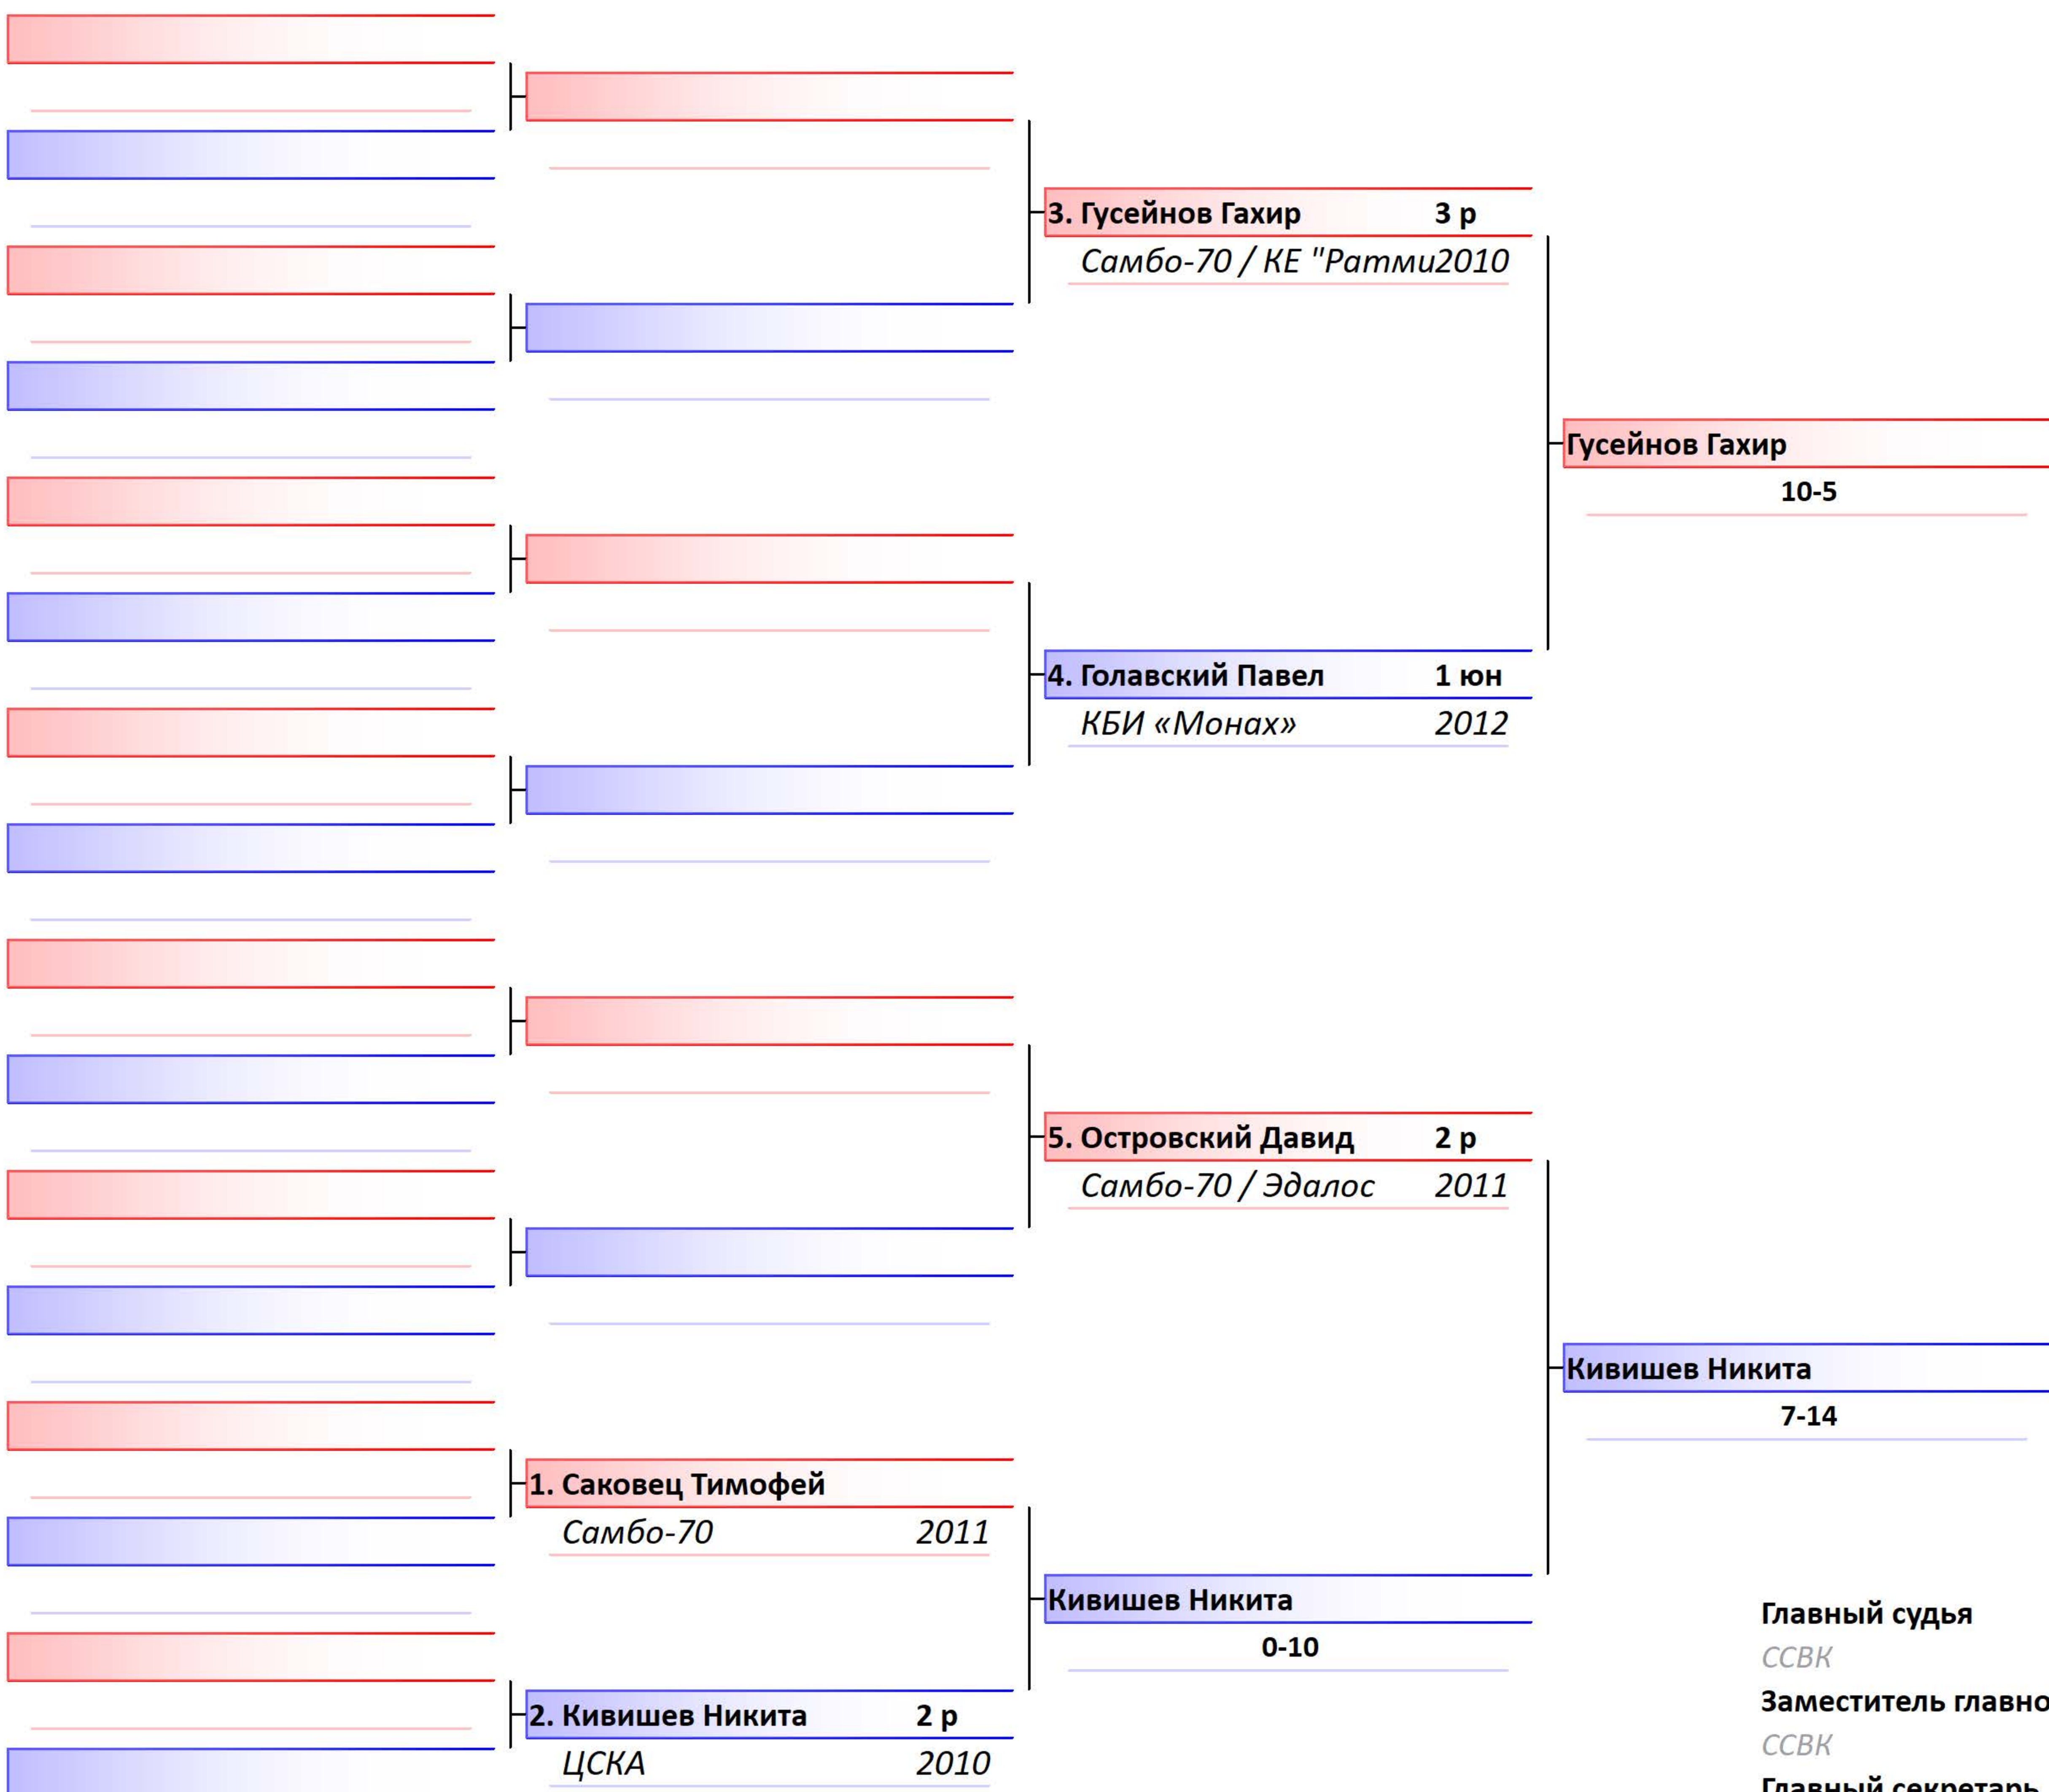 3. Гусейнов Гахир 3 р
Самбо-70 / КЕ "Ратми2010
Гусейнов Гахир
10-5
4. Голавский Павел 1 юн
КБИ «Монах» 2012
5. Островский Давид 2 р
Самбо-70 / Эдалос 2011
Кивишев Никита
7-14
1. Саковец Тимофей
Самбо-70 2011
Кивишев Никита
0-10
2. Кивишев Никита 2 р
ЦСКА 2010
Главный судья
ССВК
Заместитель главно
ССВК
Главный секретарь